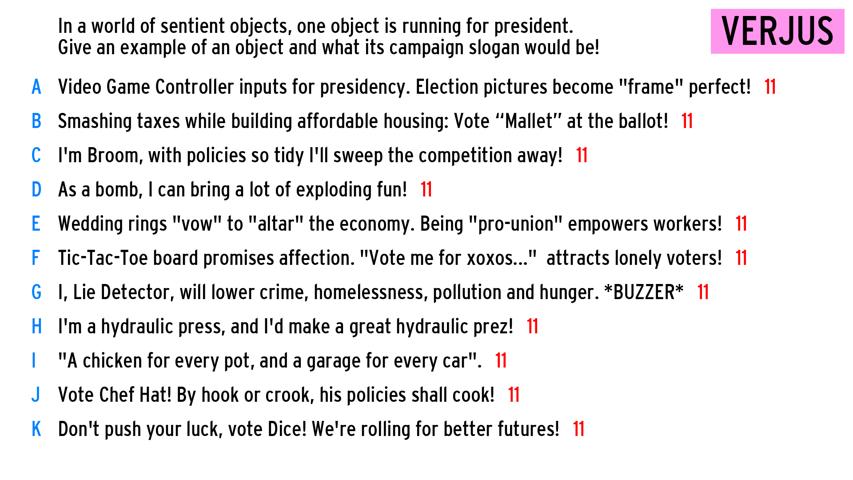 In a world of sentient objects, one object is running for president.
Give an example of an object and what its campaign slogan would be!
VERJUS
A Video Game Controller inputs for presidency. Election pictures become "frame" perfect! 11
B Smashing taxes while building affordable housing: Vote “Mallet” at the ballot! 11
C I'm Broom, with policies so tidy I'll sweep the competition away! 11
D As a bomb, I can bring a lot of exploding fun! 11
E Wedding rings "vow" to "altar" the economy. Being "pro-union" empowers workers! 11
F Tic-Tac-Toe board promises affection. "Vote me for xoxos..." attracts lonely voters! 11
G I, Lie Detector, will lower crime, homelessness, pollution and hunger. *BUZZER* 11
H I'm a hydraulic press, and I'd make a great hydraulic prez! 11
I "A chicken for every pot, and a garage for every car". 11
J Vote Chef Hat! By hook or crook, his policies shall cook! 11
K Don't push your luck, vote Dice! We're rolling for better futures! 11